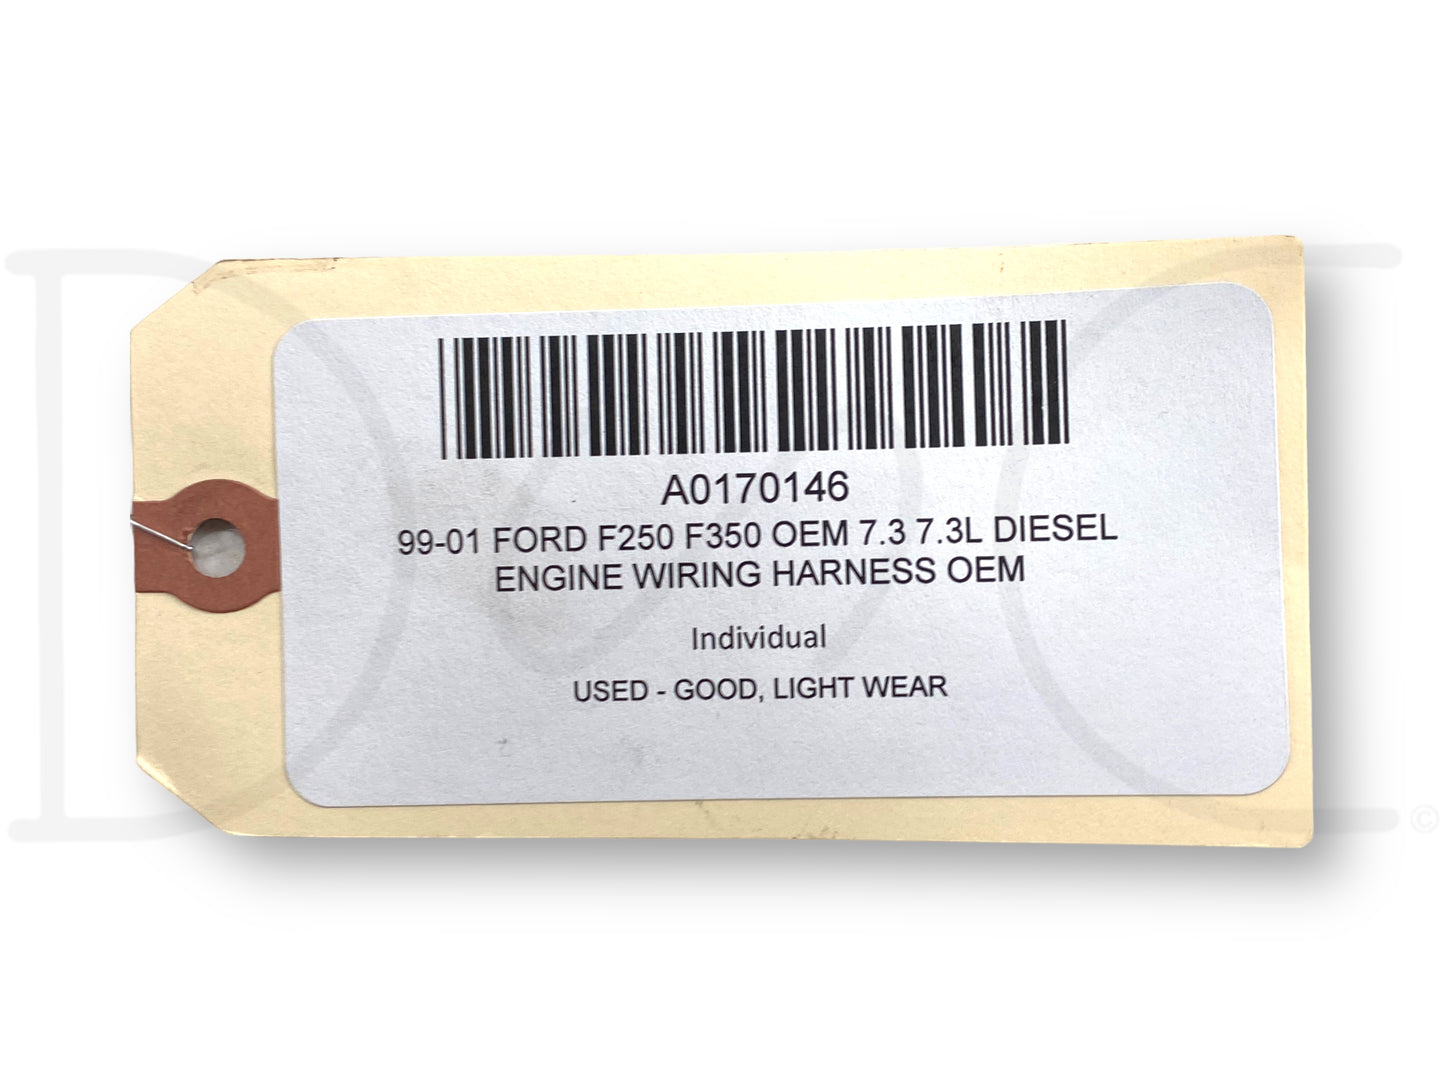 A0170146
99-01 FORD F250 F350 OEM 7.3 7.3L DIESEL
ENGINE WIRING HARNESS OEM
Individual
USED - GOOD, LIGHT WEAR
©